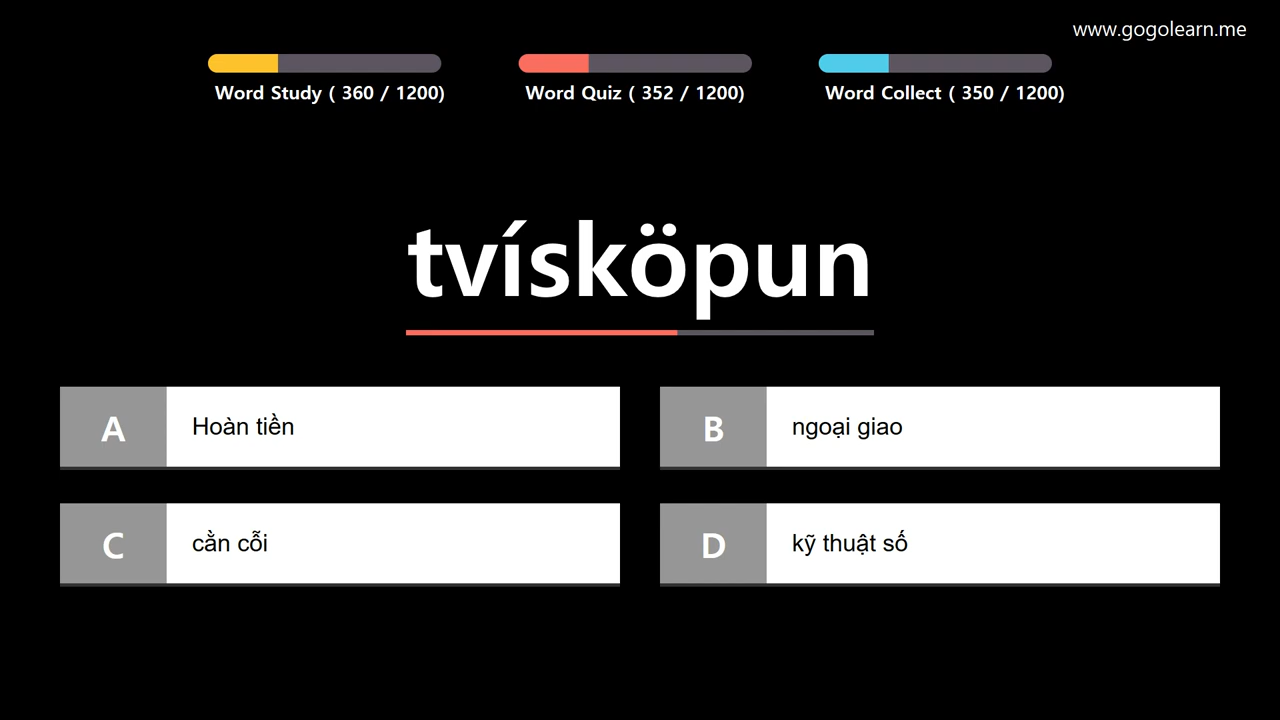 www.gogolearn.me
Word Study ( 360 / 1200)
Word Quiz ( 352 / 1200)
Word Collect ( 350 / 1200)
tvísköpun
A Hoàn tiền
B ngoại giao
C cằn cỗi
D kỹ thuật số